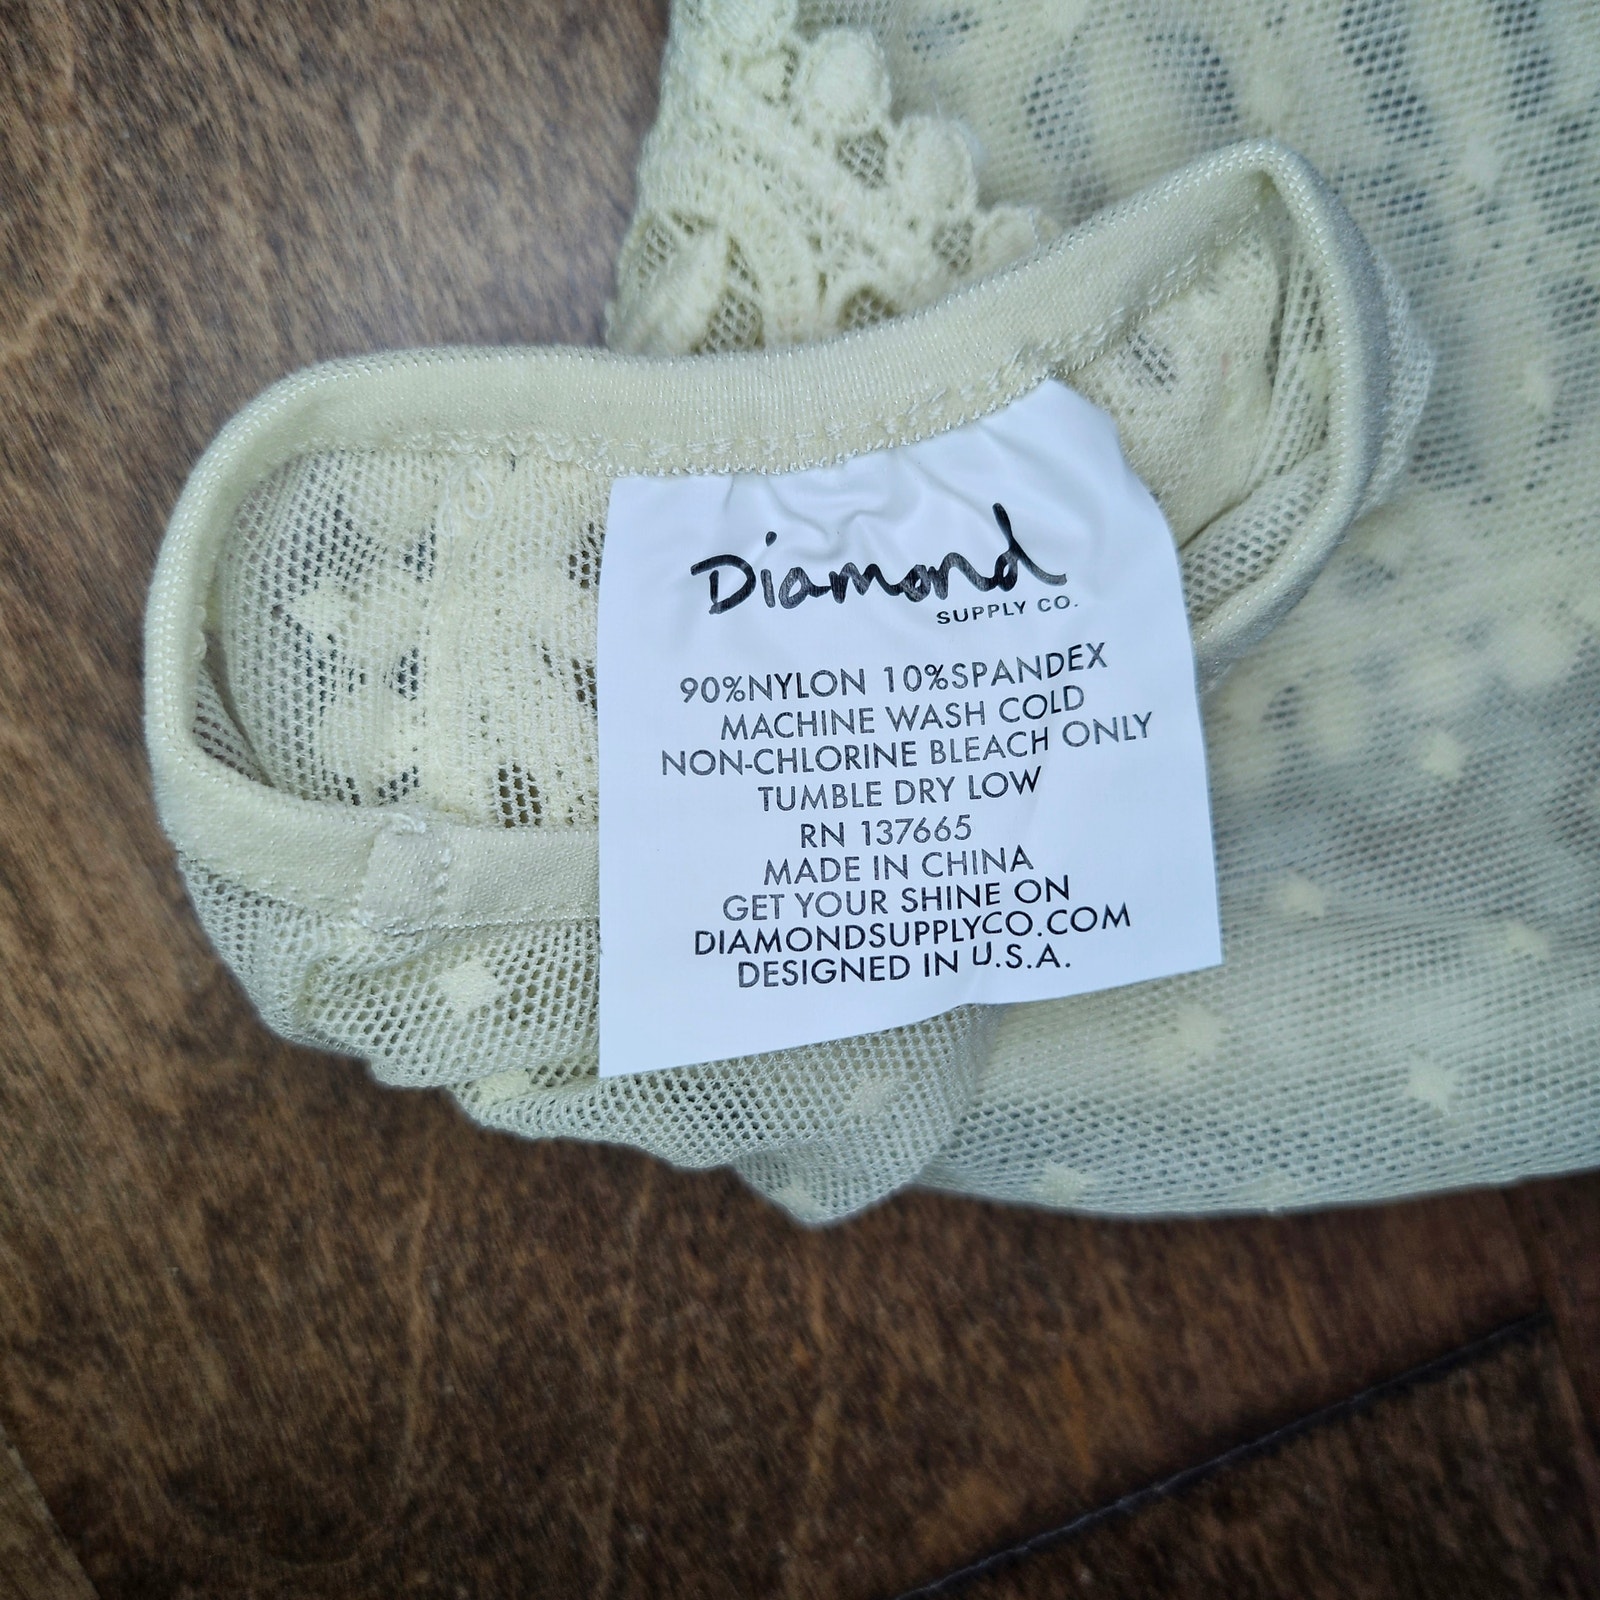 Diamond
SUPPLY CO.
90%NYLON 10%SPANDEX
MACHINE WASH COLD
NON-CHLORINE BLEACH ONLY
TUMBLE DRY LOW
RN 137665
MADE IN CHINA
GET YOUR SHINE ON
DIAMONDSUPPLYCO.COM
DESIGNED IN U.S.A.